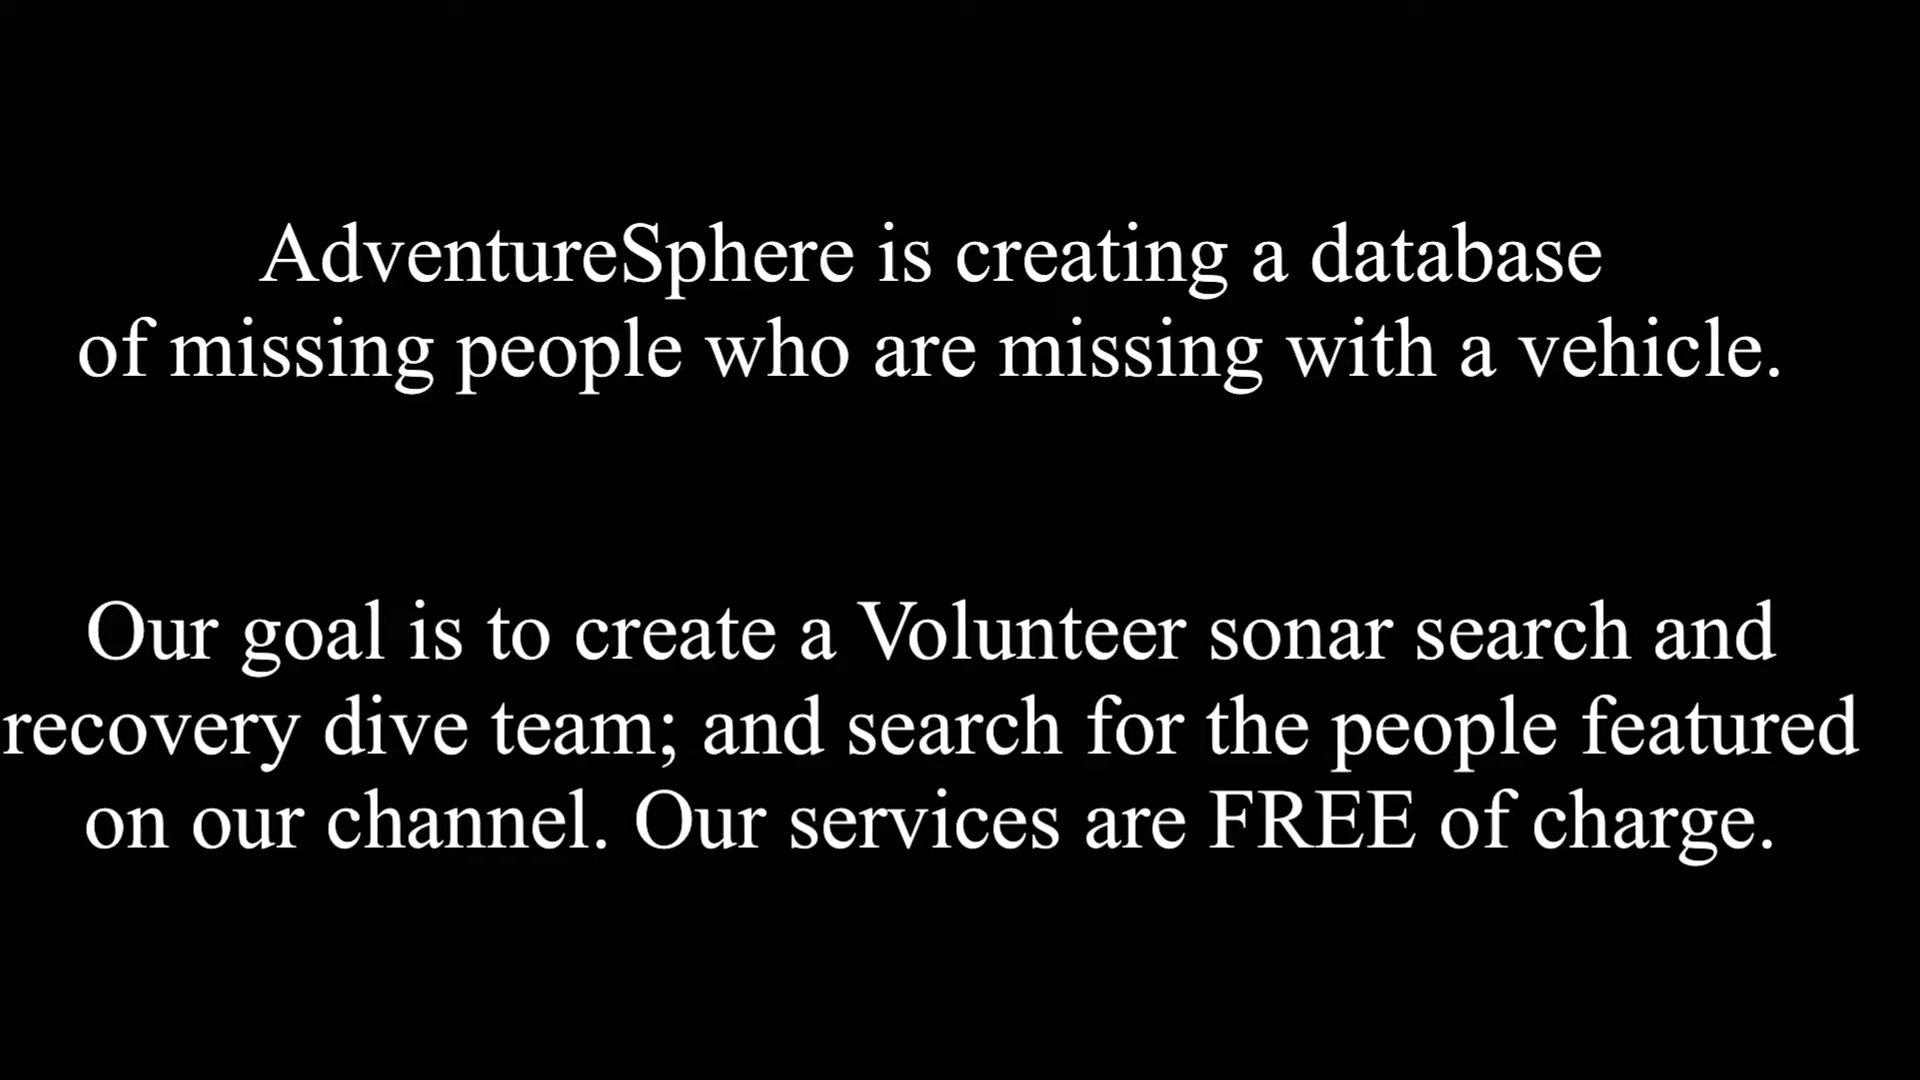 AdventureSphere is creating a database
of missing people who are missing with a vehicle.
Our goal is to create a Volunteer sonar search and
recovery dive team; and search for the people featured
on our channel. Our services are FREE of charge.